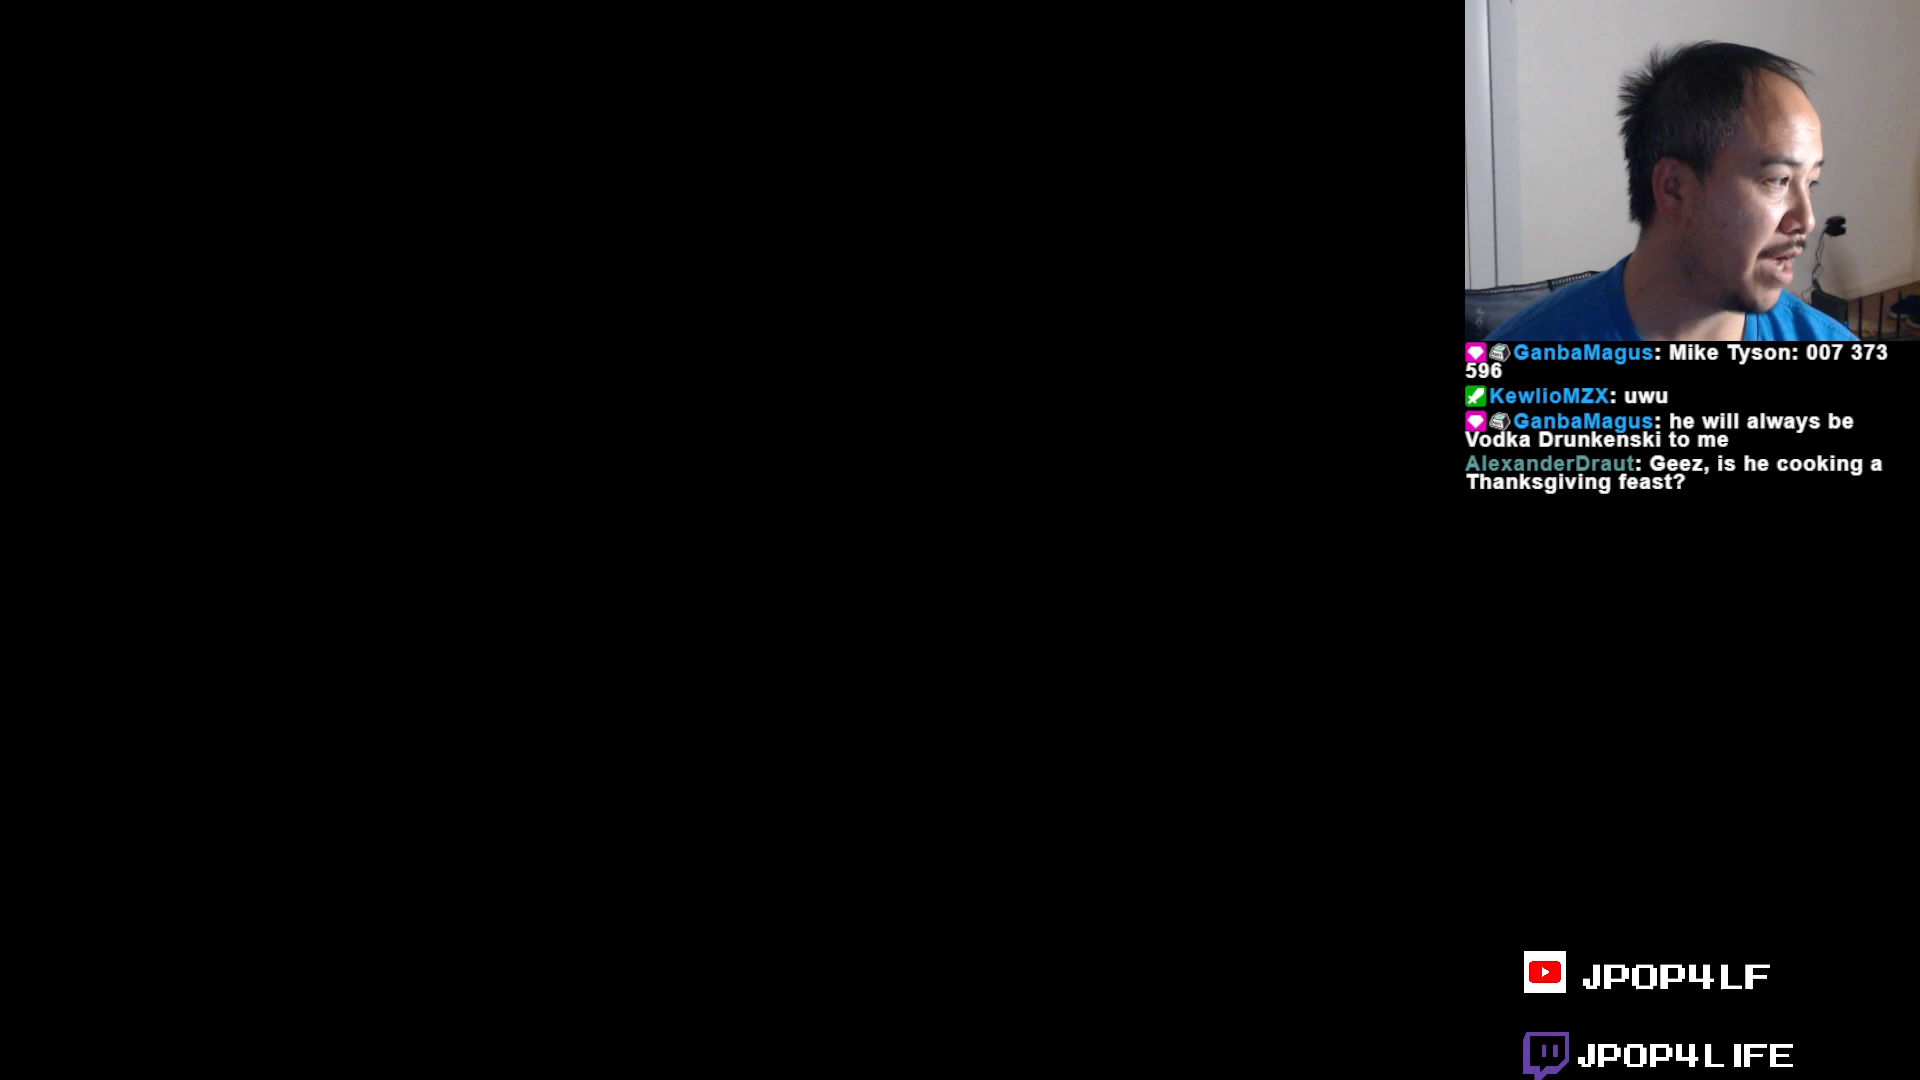 GanbaMagus: Mike Tyson: 007 373
596
KewlioMZX: uwu
GanbaMagus: he will always be
Vodka Drunkenski to me
AlexanderDraut: Geez, is he cooking a
Thanksgiving feast?
JPOP4LF
JPOP4LIFE